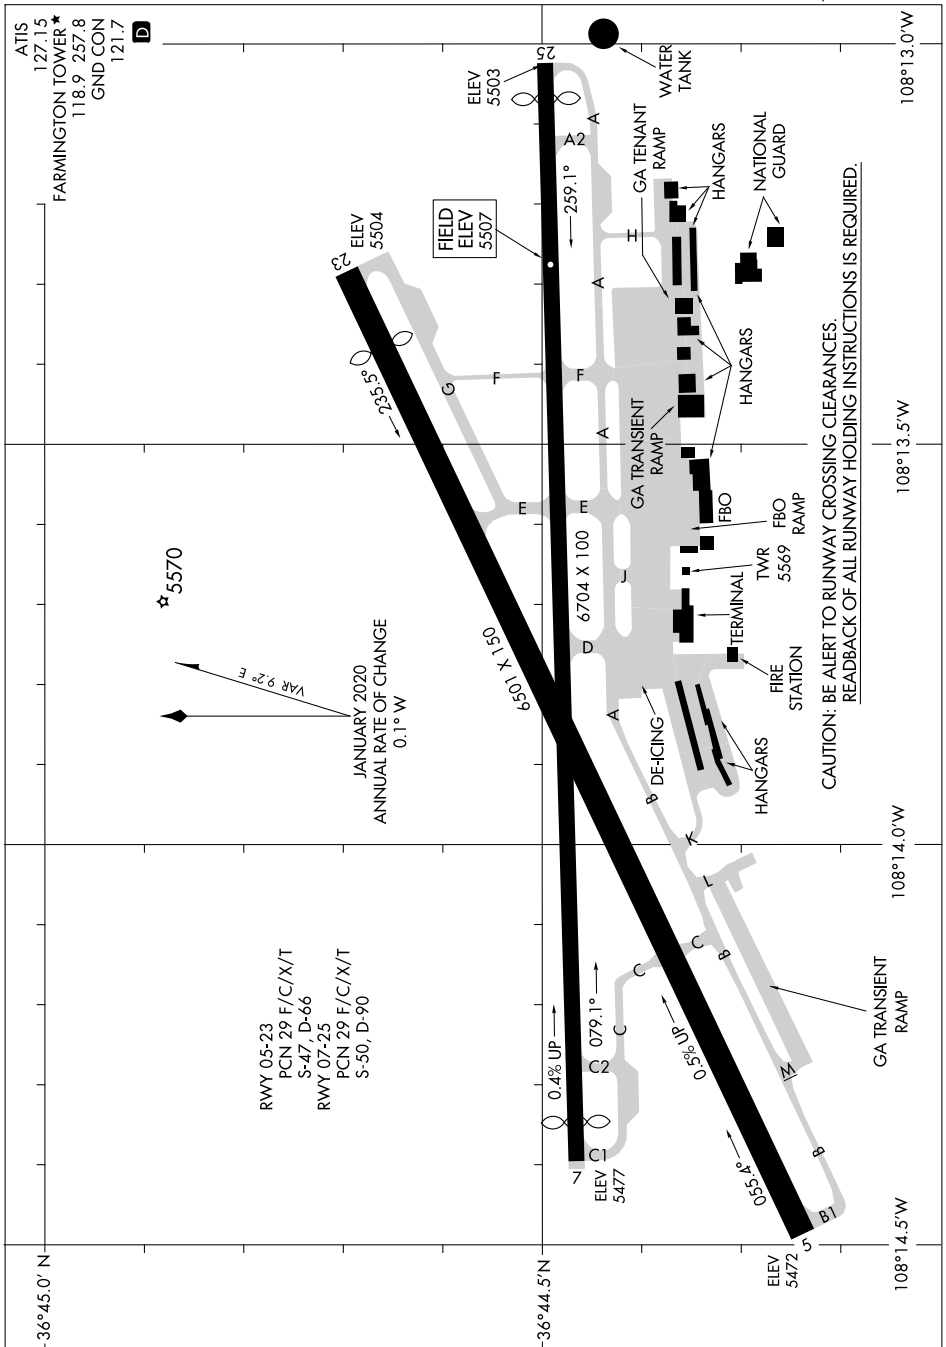 ATIS
127.15
FARMINGTON TOWER★
118.9 257.8
GND CON
121.7
D
36°45.0' N
36°44.5'N
RWY 05-23
PCN 29 F/C/X/T
S-47, D-66
RWY 07-25
PCN 29 F/C/X/T
S-50, D-90
JANUARY 2020
ANNUAL RATE OF CHANGE
0.1° W
VAR 9.2° E
5570
FIELD
ELEV
5507
ELEV
5504
23
235.5°
ELEV
5503
25
259.1°
6501 X 150
6704 X 100
0.4% UP
079.1°
7
ELEV
5477
0.5% UP
055.4°
5
ELEV
5472
C1
C2
C
C
C
B1
B
B
B
W
L
K
A
D
J
E
E
A
F
F
G
A
H
A2
A
WATER
TANK
GA TENANT
RAMP
HANGARS
NATIONAL
GUARD
HANGARS
GA TRANSIENT
RAMP
FBO
FBO
RAMP
TWR
5569
TERMINAL
FIRE
STATION
DE-ICING
HANGARS
GA TRANSIENT
RAMP
CAUTION: BE ALERT TO RUNWAY CROSSING CLEARANCES.
READBACK OF ALL RUNWAY HOLDING INSTRUCTIONS IS REQUIRED.
108°14.5'W
108°14.0'W
108°13.5'W
108°13.0'W